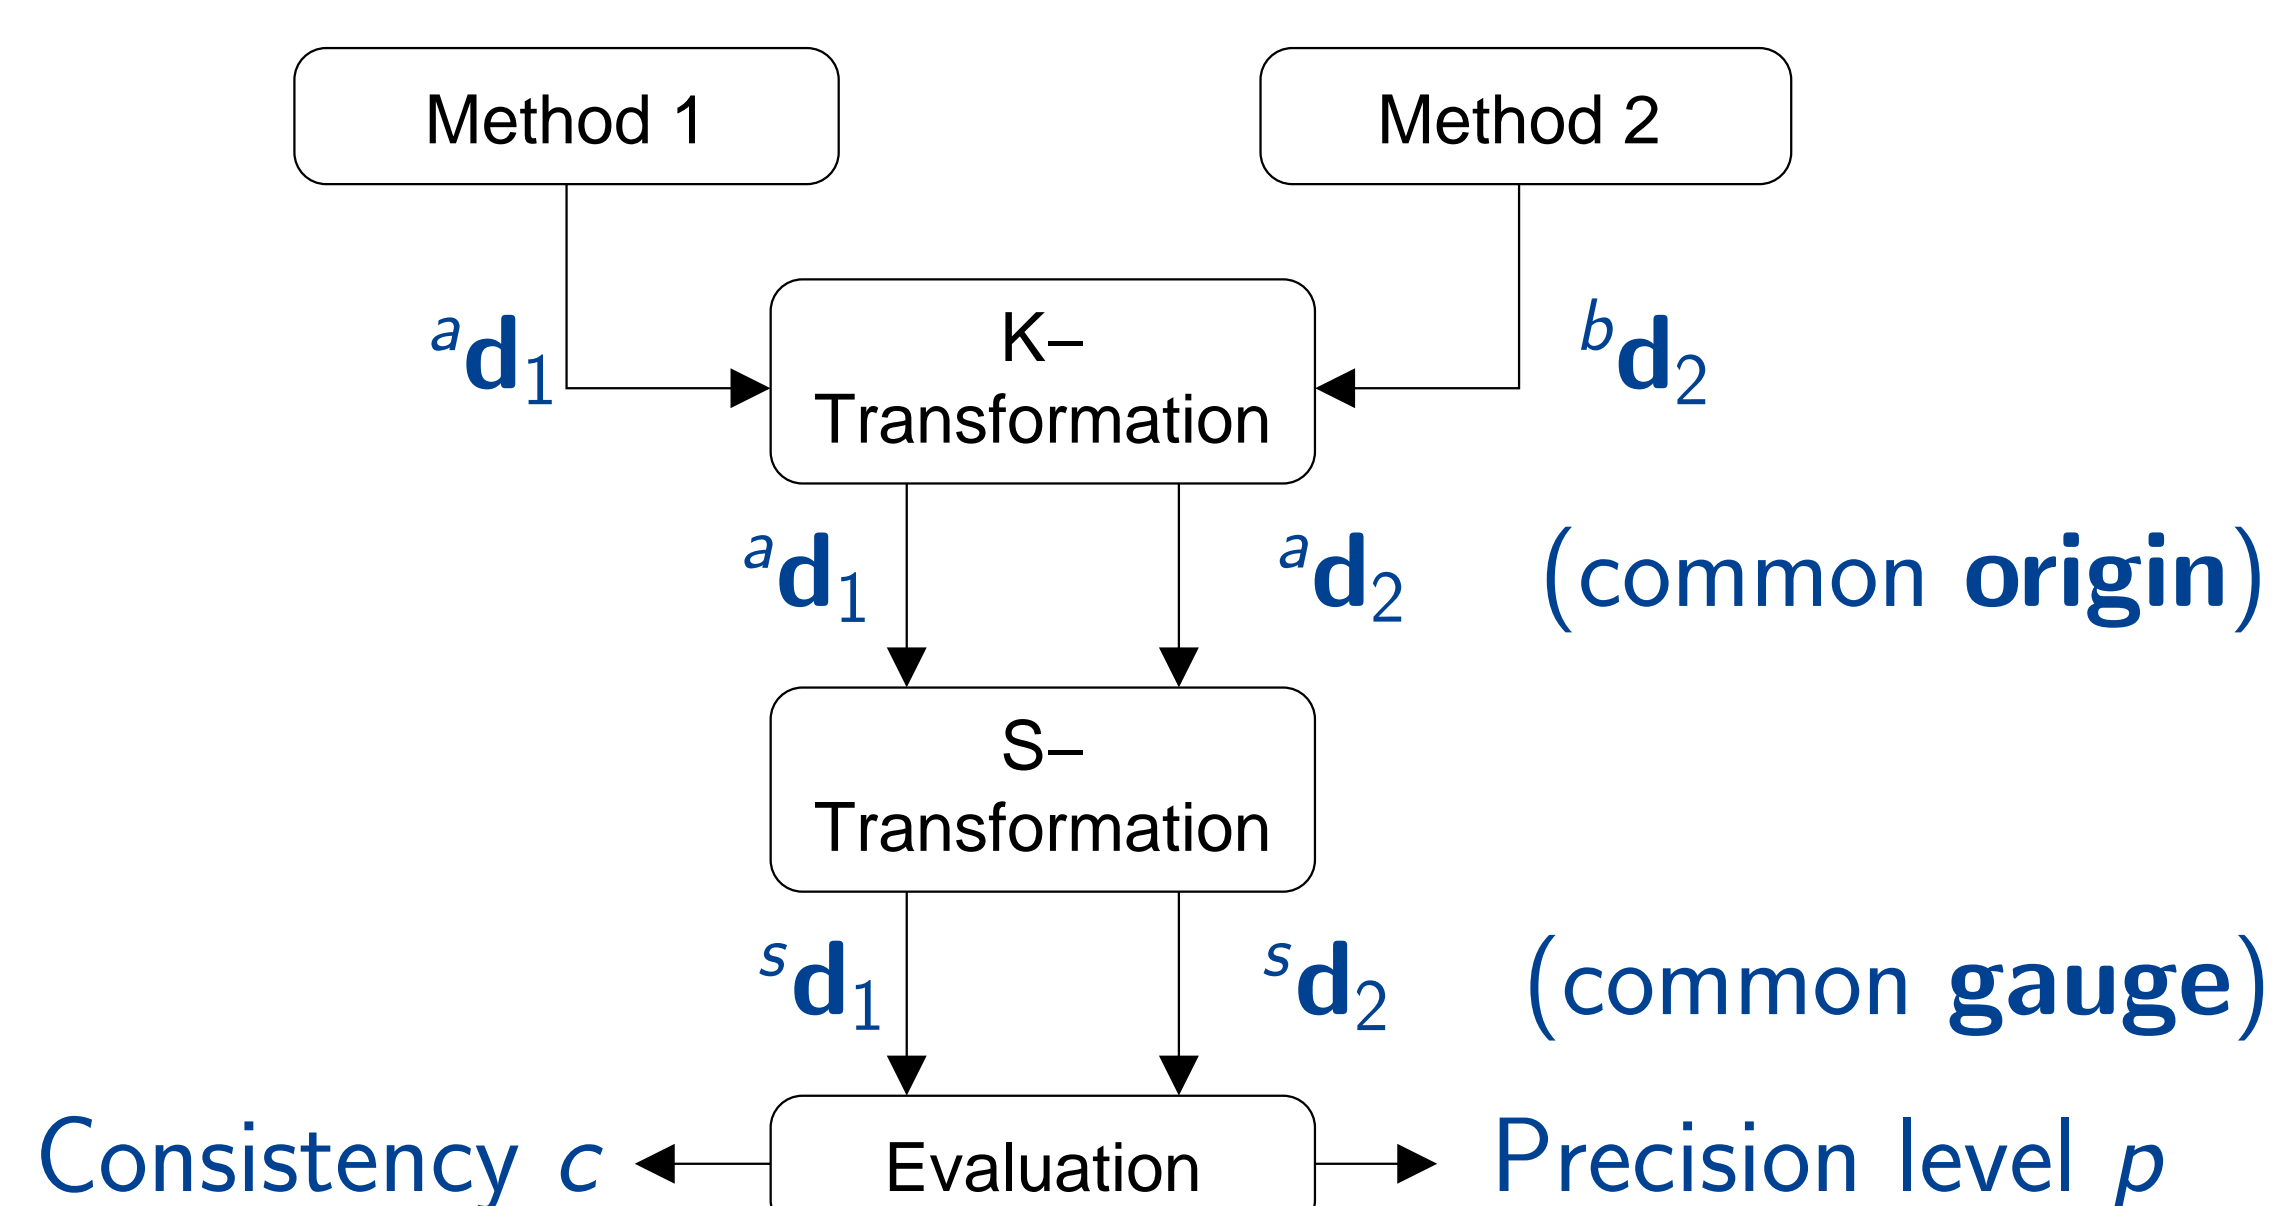 Method 1
Method 2
ᵃd₁
ᵇd₂
K–
Transformation
ᵃd₁
ᵃd₂ (common origin)
S–
Transformation
ˢd₁
ˢd₂ (common gauge)
Consistency c
Evaluation
Precision level p